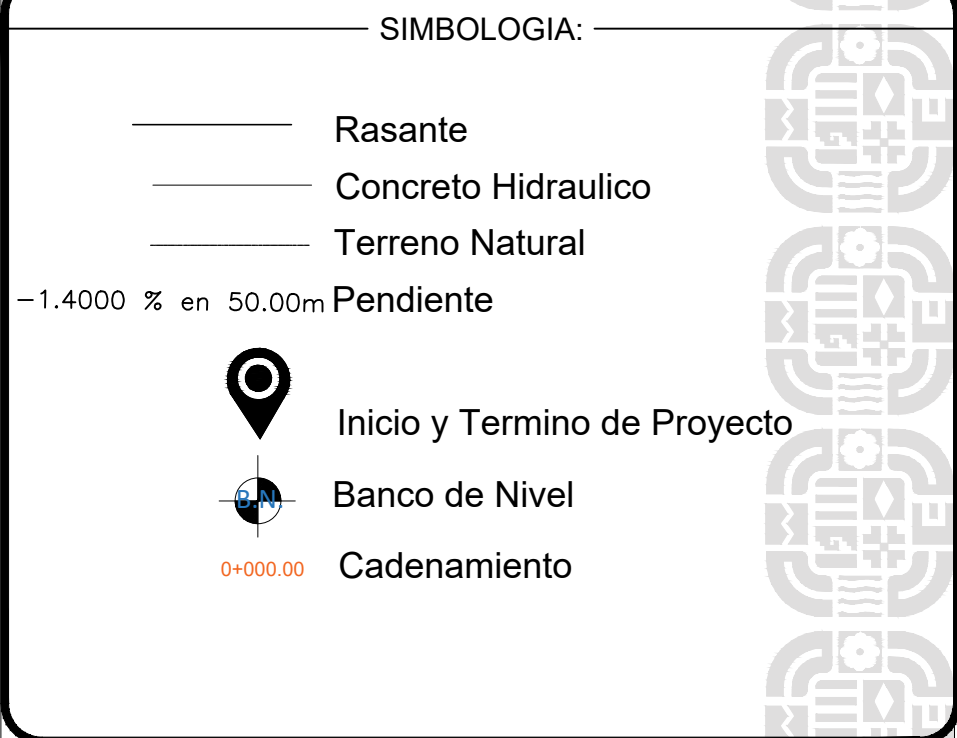 SIMBOLOGIA:
Rasante
Concreto Hidraulico
Terreno Natural
-1.4000 % en 50.00m Pendiente
Inicio y Termino de Proyecto
B.N. Banco de Nivel
0+000.00 Cadenamiento